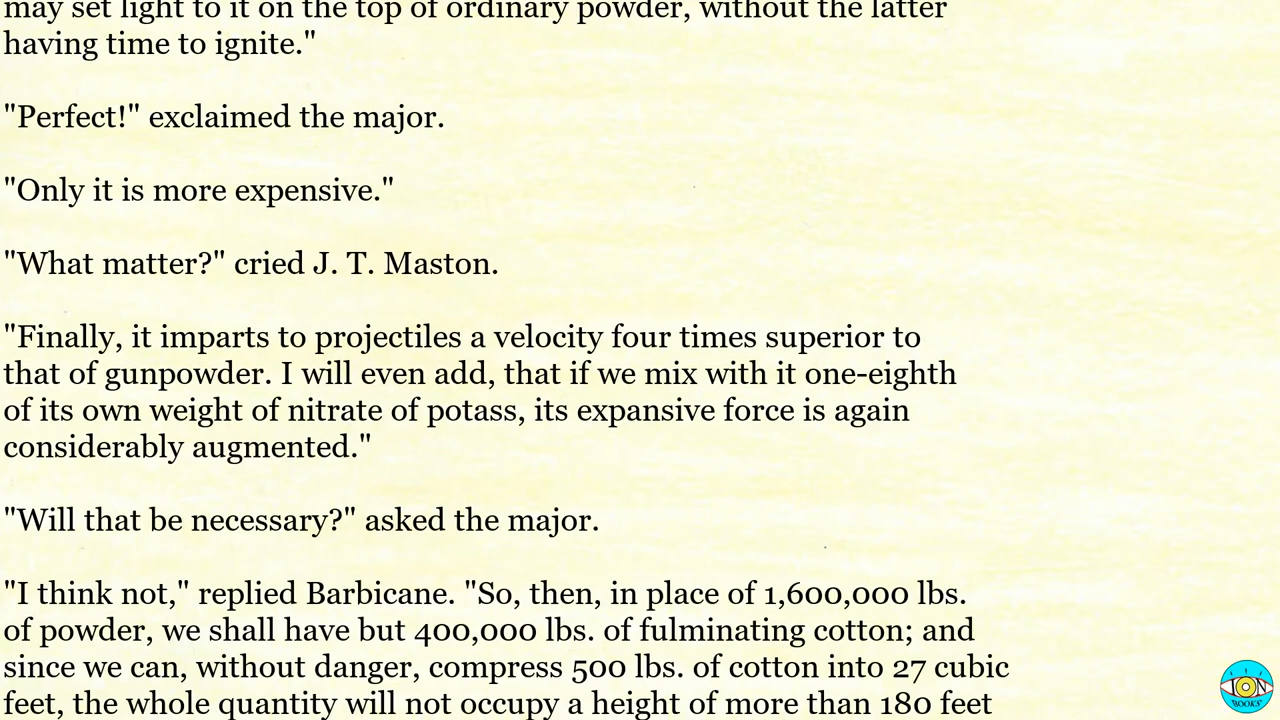 may set light to it on the top of ordinary powder, without the latter
having time to ignite."
"Perfect!" exclaimed the major.
"Only it is more expensive."
"What matter?" cried J. T. Maston.
"Finally, it imparts to projectiles a velocity four times superior to
that of gunpowder. I will even add, that if we mix with it one-eighth
of its own weight of nitrate of potass, its expansive force is again
considerably augmented."
"Will that be necessary?" asked the major.
"I think not," replied Barbicane. "So, then, in place of 1,600,000 lbs.
of powder, we shall have but 400,000 lbs. of fulminating cotton; and
since we can, without danger, compress 500 lbs. of cotton into 27 cubic
feet, the whole quantity will not occupy a height of more than 180 feet
ION
BOOKS